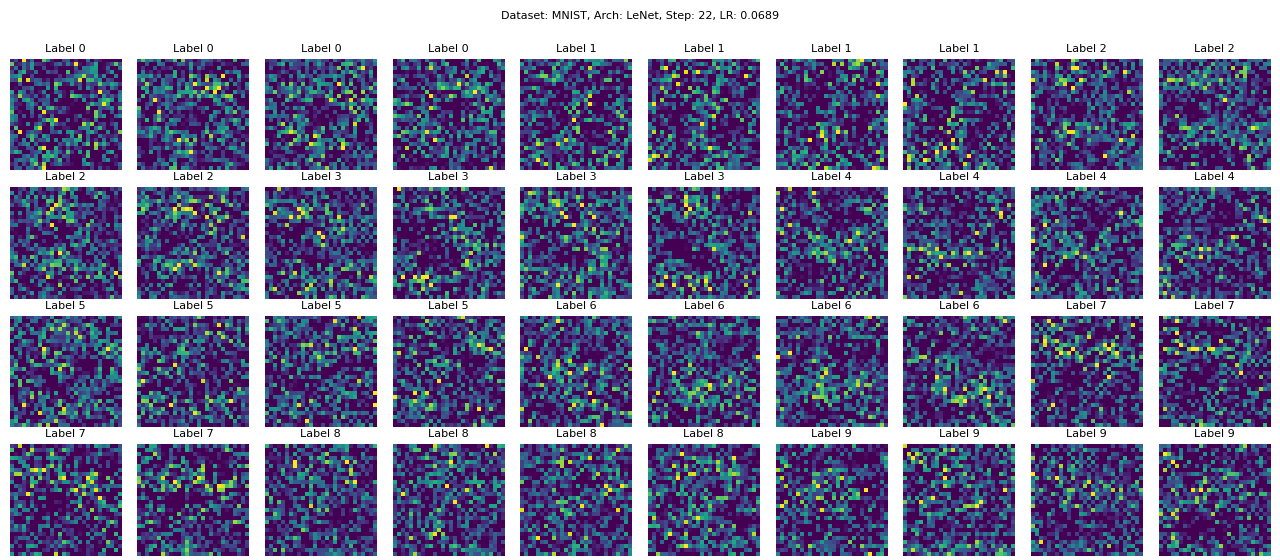 Dataset: MNIST, Arch: LeNet, Step: 22, LR: 0.0689
Label 0 Label 0 Label 0 Label 0 Label 1 Label 1 Label 1 Label 1 Label 2 Label 2
Label 2 Label 2 Label 3 Label 3 Label 3 Label 3 Label 4 Label 4 Label 4 Label 4
Label 5 Label 5 Label 5 Label 5 Label 6 Label 6 Label 6 Label 6 Label 7 Label 7
Label 7 Label 7 Label 8 Label 8 Label 8 Label 8 Label 9 Label 9 Label 9 Label 9